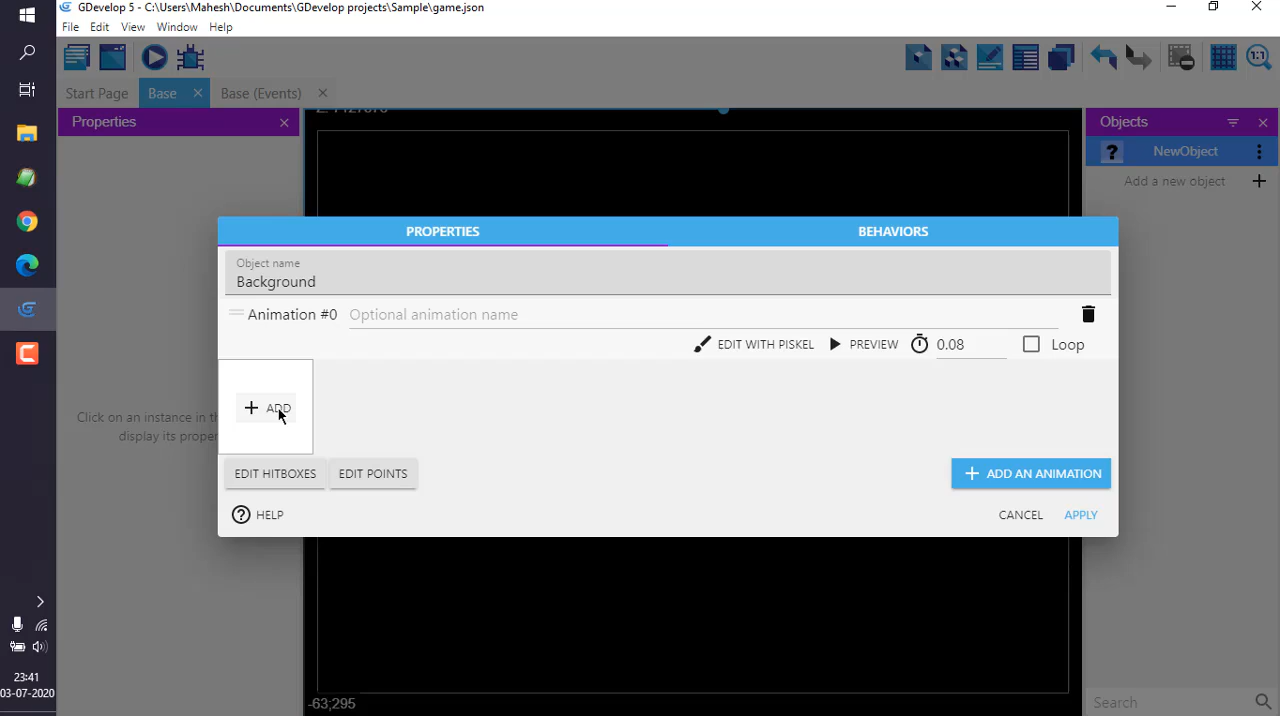 GDevelop 5 - C:\Users\Mahesh\Documents\GDevelop projects\Sample\game.json
File Edit View Window Help
1:1
Start Page
Base
Base (Events)
Properties
Objects
NewObject
Add a new object
PROPERTIES
BEHAVIORS
Object name
Background
Animation #0
Optional animation name
EDIT WITH PISKEL
PREVIEW
0.08
Loop
ADD
Click on an instance in th
display its prope
EDIT HITBOXES
EDIT POINTS
ADD AN ANIMATION
HELP
CANCEL
APPLY
-63;295
Search
23:41
03-07-2020